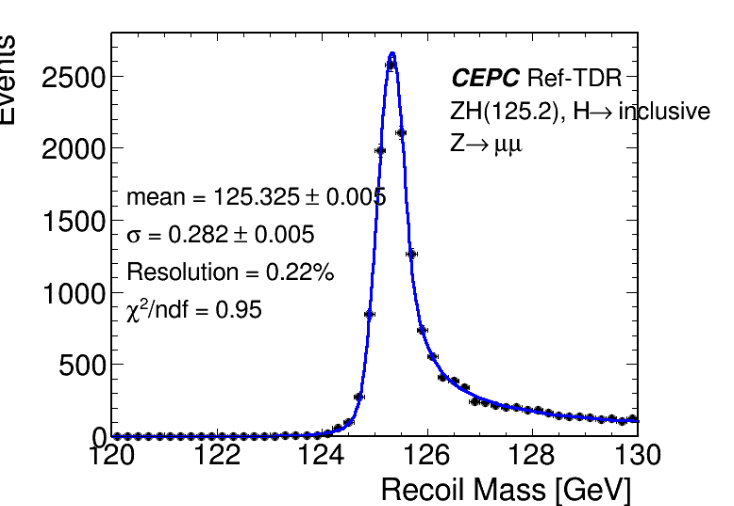 Events
2500
2000
1500
1000
500
0
CEPC Ref-TDR
ZH(125.2), H→ inclusive
Z→ μμ
mean = 125.325 ± 0.005
σ = 0.282 ± 0.005
Resolution = 0.22%
χ²/ndf = 0.95
120 122 124 126 128 130
Recoil Mass [GeV]